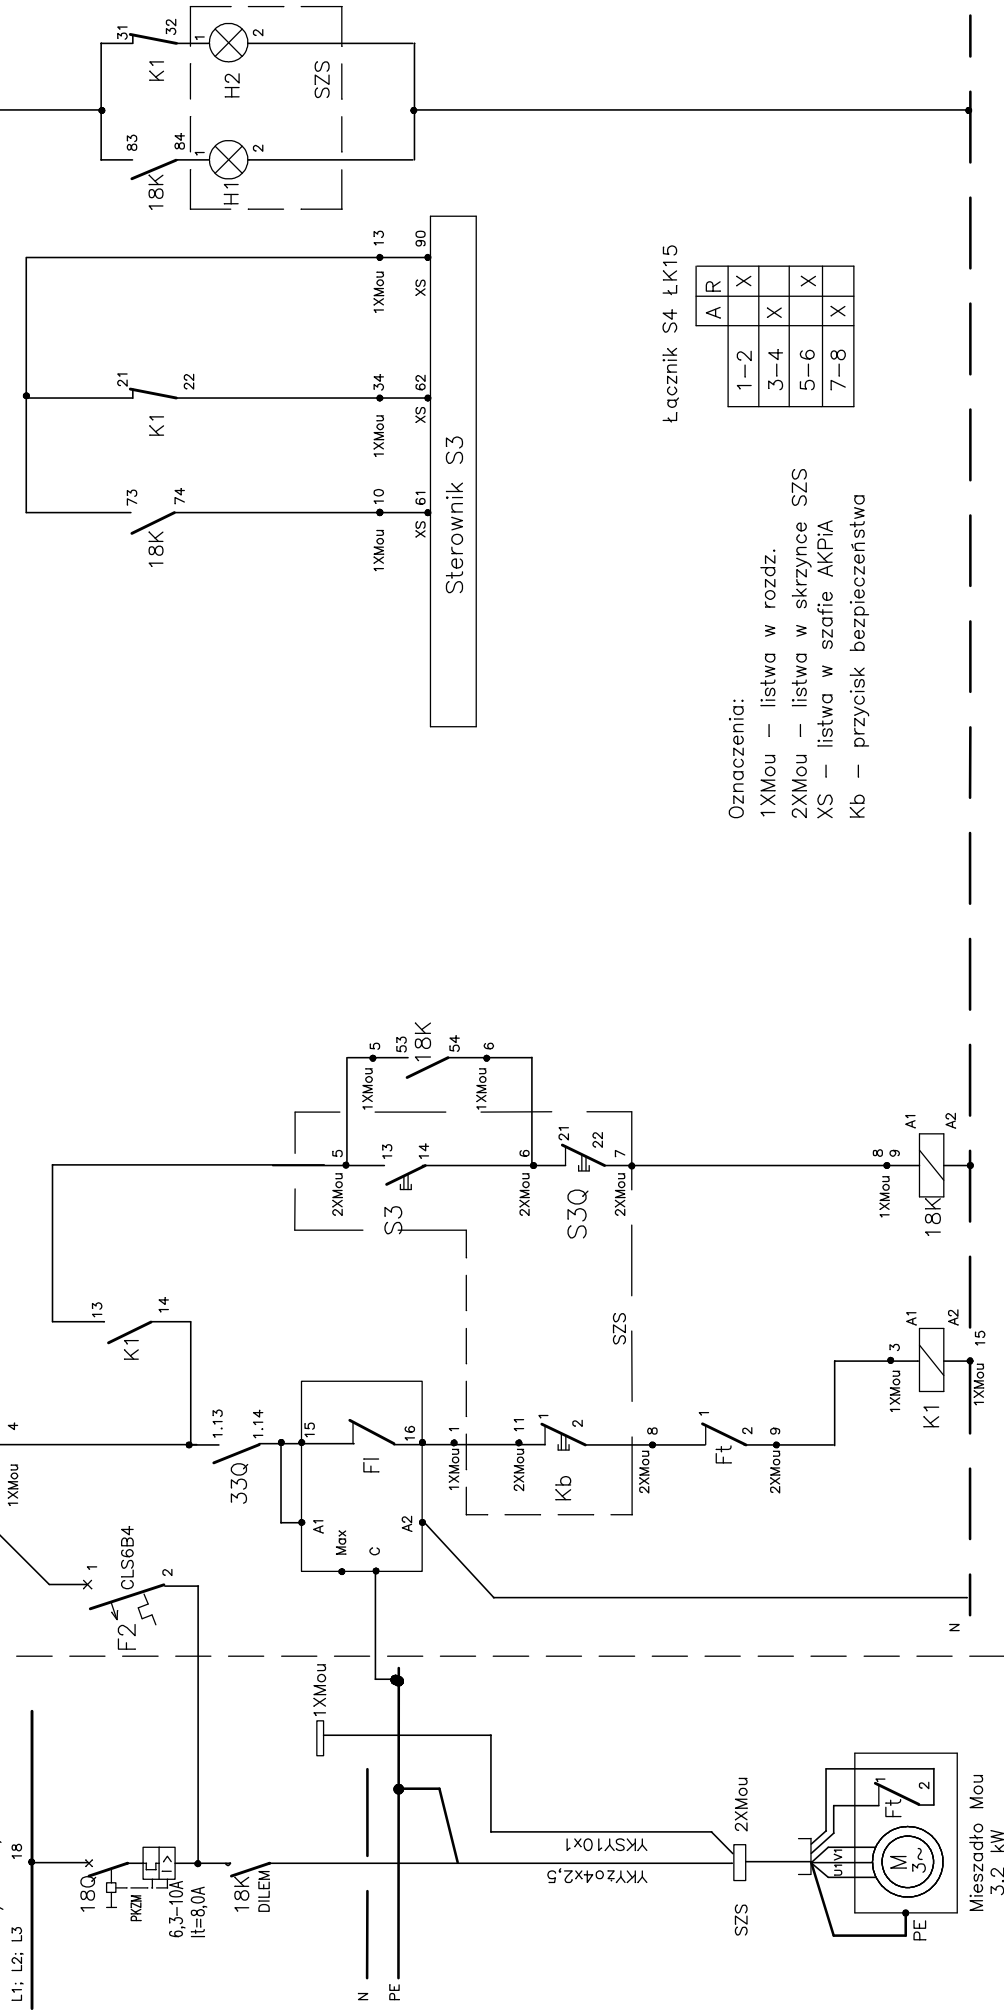 31
32
K1
1
H2
2
SZS
83
84
18K
1
H1
2
1XMou
13
XS
90
21
22
K1
1XMou
34
XS
62
73
74
18K
1XMou
10
XS
61
Sterownik S3
Łącznik S4 ŁK15
A R
1-2 X
3-4 X
5-6 X
7-8 X
Oznaczenia:
1XMou – listwa w rozdz.
2XMou – listwa w skrzynce SZS
XS – listwa w szafie AKPiA
Kb – przycisk bezpieczeństwa
5
1XMou
53
18K
54
6
1XMou
5
2XMou
13
14
S3
6
2XMou
21
22
S3Q
7
2XMou
8
9
1XMou
A1
A2
18K
13
14
K1
SZS
4
1XMou
1.13
1.14
33Q
15
16
FI
A1
A2
Max
C
1
1XMou
11
2XMou
1
2
Kb
8
2XMou
1
2
Ft
9
2XMou
3
1XMou
A1
A2
K1
15
1XMou
1
CLS6B4
2
F2
N
L1; L2; L3
18
18Q
PKZM
I>
6,3-10A
It=8,0A
18K
DILEM
1XMou
N
PE
YKSY10x1
YKYżo4x2,5
2XMou
SZS
U1V1
Ft
1
2
M
3~
PE
Mieszadło Mou
3,2 kW